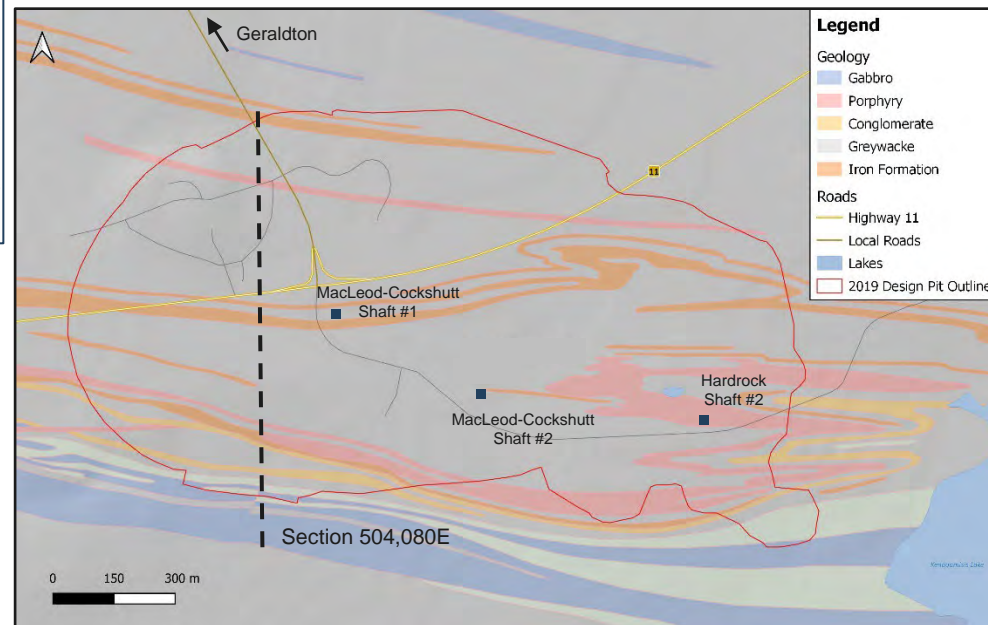 Geraldton
Legend
Geology
Gabbro
Porphyry
Conglomerate
Greywacke
Iron Formation
Roads
Highway 11
Local Roads
Lakes
2019 Design Pit Outline
11
MacLeod-Cockshutt
Shaft #1
Hardrock
Shaft #2
MacLeod-Cockshutt
Shaft #2
Section 504,080E
0 150 300 m